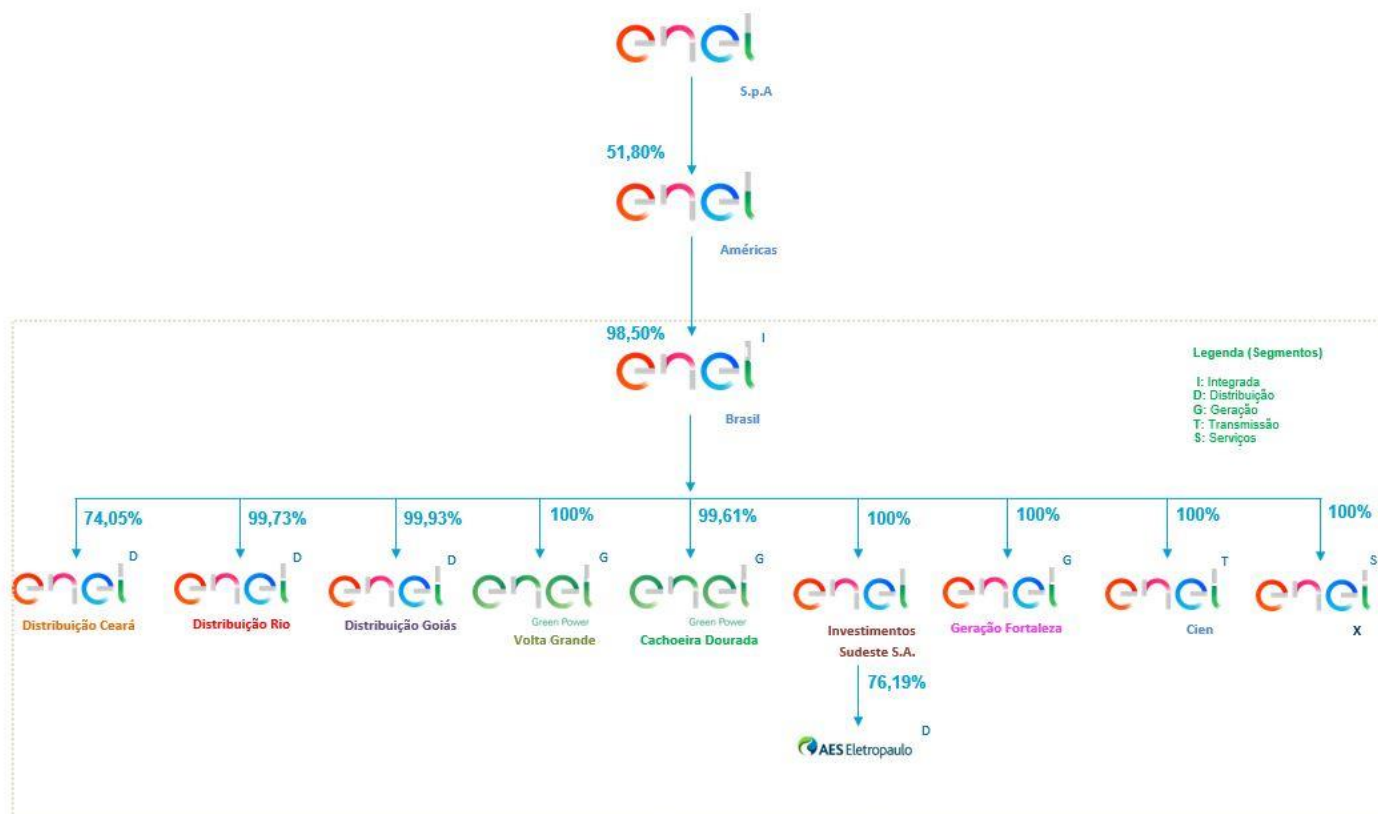 enel
S.p.A
51,80%
enel
Américas
98,50%
enel I
Brasil
Legenda (Segmentos)
I: Integrada
D: Distribuição
G: Geração
T: Transmissão
S: Serviços
74,05% 99,73% 99,93% 100% 99,61% 100% 100% 100% 100%
D D D G G G T S
enel enel enel enel enel enel enel enel enel
Green Power Green Power
Distribuição Ceará Distribuição Rio Distribuição Goiás Volta Grande Cachoeira Dourada Investimentos Geração Fortaleza Cien X
Sudeste S.A.
76,19%
AES Eletropaulo D